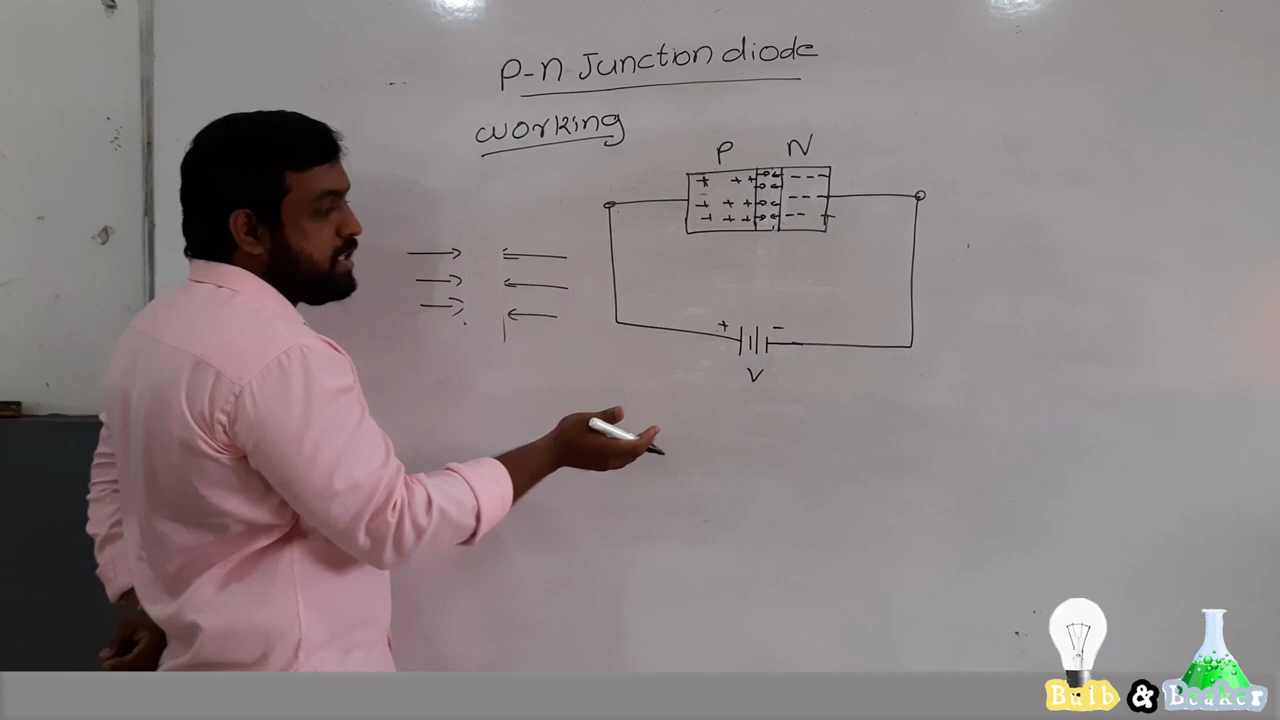 P-n Junction diode
working
P N
+ -
V
Bulb & Beaker